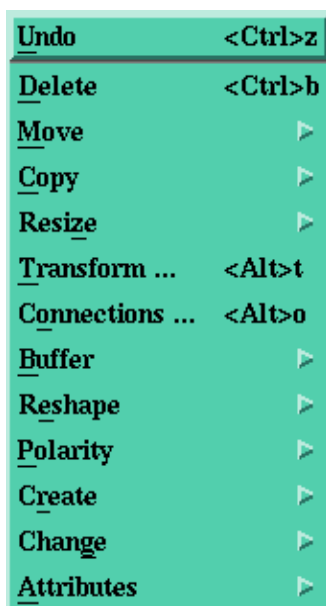 Undo <Ctrl>z
Delete <Ctrl>b
Move
Copy
Resize
Transform ... <Alt>t
Connections ... <Alt>o
Buffer
Reshape
Polarity
Create
Change
Attributes